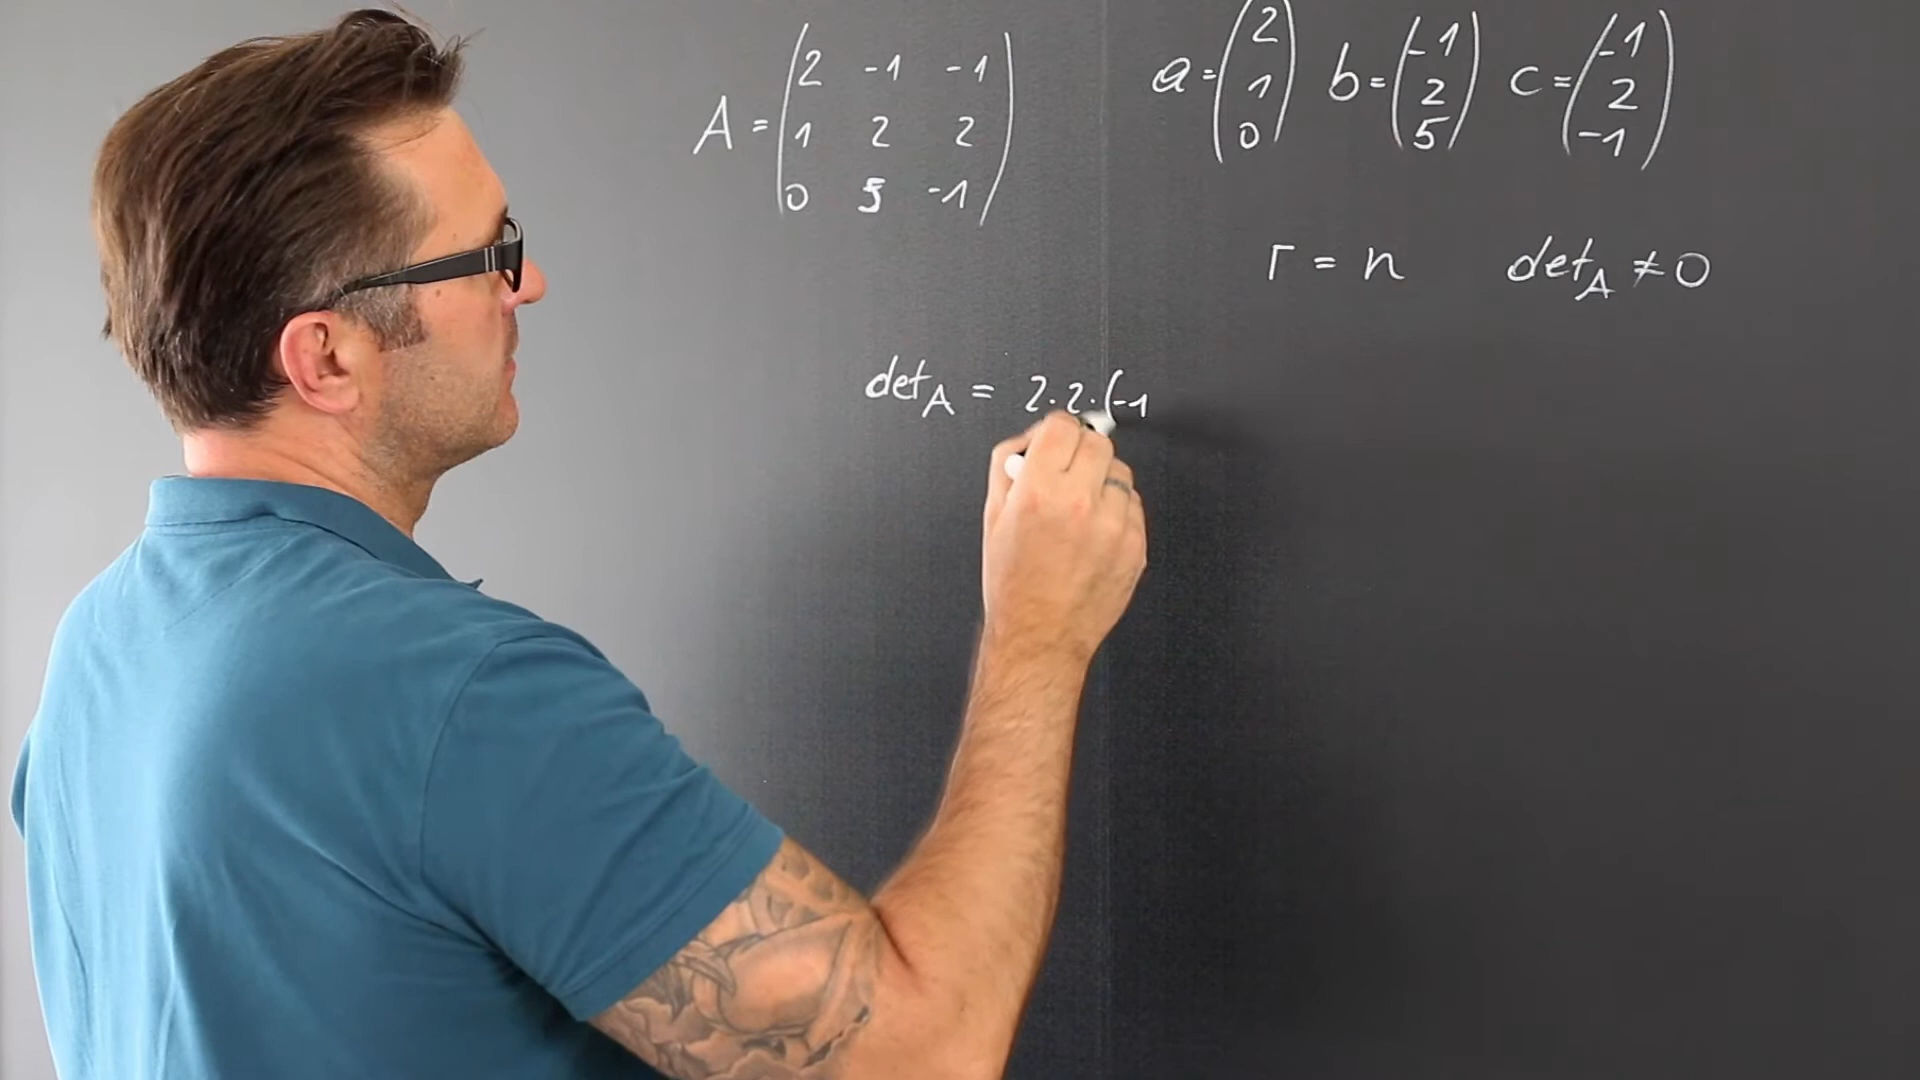 A = ( 2 -1 -1
1 2 2
0 5 -1 )
a = ( 2 1 0 ) b = ( -1 2 5 ) c = ( -1 2 -1 )
r = n det_A ≠ 0
det_A = 2·2·(-1